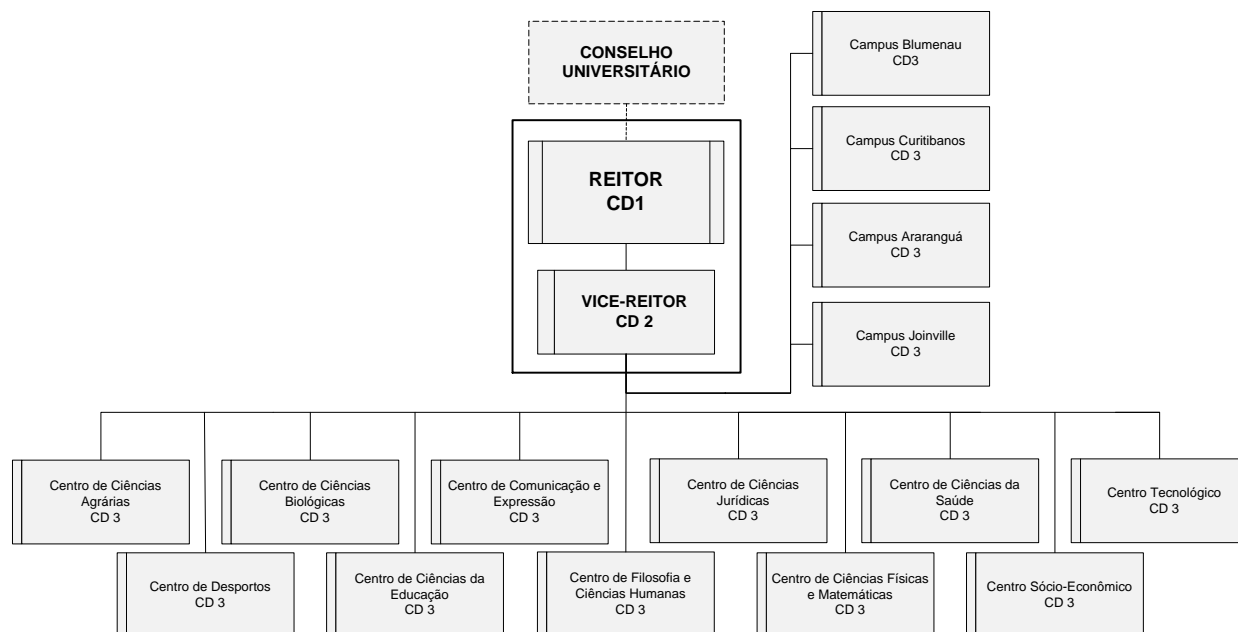 CONSELHO
UNIVERSITÁRIO
REITOR
CD1
VICE-REITOR
CD 2
Campus Blumenau
CD3
Campus Curitibanos
CD 3
Campus Araranguá
CD 3
Campus Joinville
CD 3
Centro de Ciências
Agrárias
CD 3
Centro de Ciências
Biológicas
CD 3
Centro de Comunicação e
Expressão
CD 3
Centro de Ciências
Jurídicas
CD 3
Centro de Ciências da
Saúde
CD 3
Centro Tecnológico
CD 3
Centro de Desportos
CD 3
Centro de Ciências da
Educação
CD 3
Centro de Filosofia e
Ciências Humanas
CD 3
Centro de Ciências Físicas
e Matemáticas
CD 3
Centro Sócio-Econômico
CD 3